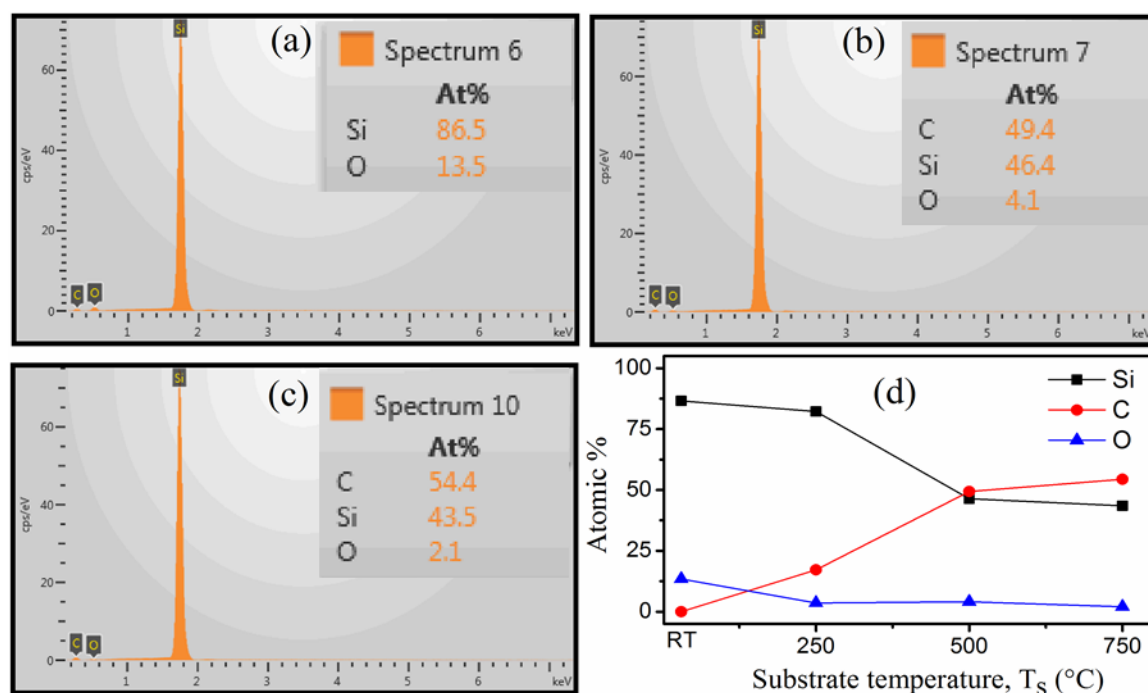 (a)
Si
Spectrum 6
At%
Si 86.5
O 13.5
cps/eV
60
40
20
0
C O
1 2 3 4 5 6 keV
(b)
Si
Spectrum 7
At%
C 49.4
Si 46.4
O 4.1
cps/eV
60
40
20
0
C O
1 2 3 4 5 6 keV
(c)
Si
Spectrum 10
At%
C 54.4
Si 43.5
O 2.1
cps/eV
60
40
20
0
C O
1 2 3 4 5 6 keV
(d)
Si
C
O
Atomic %
100
75
50
25
0
RT 250 500 750
Substrate temperature, TS (°C)